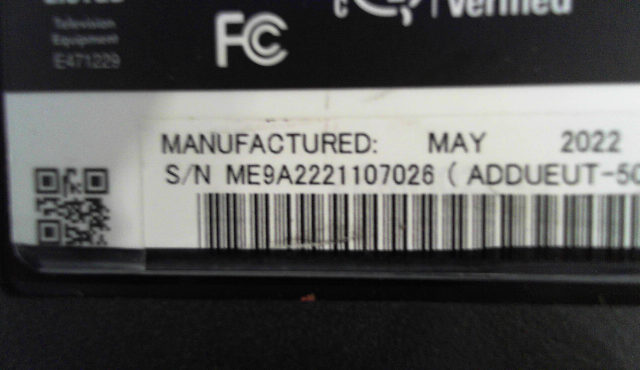 Verified
Television
Equipment
E471229
FC
MANUFACTURED: MAY 2022
S/N ME9A2221107026 ( ADDUEUT-50